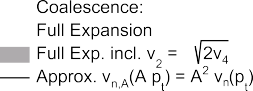 Coalescence:
Full Expansion
Full Exp. incl. v₂ = √2v₄
Approx. vₙ,A(A pₜ) = A² vₙ(pₜ)